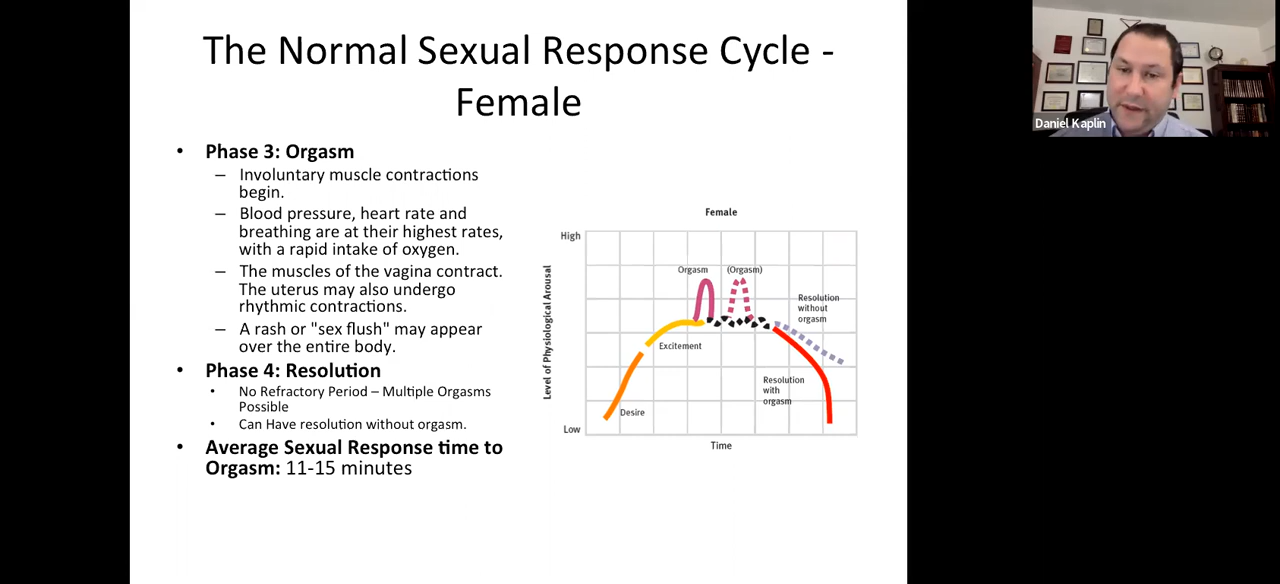 The Normal Sexual Response Cycle -
Female
• Phase 3: Orgasm
– Involuntary muscle contractions
begin.
– Blood pressure, heart rate and
breathing are at their highest rates,
with a rapid intake of oxygen.
– The muscles of the vagina contract.
The uterus may also undergo
rhythmic contractions.
– A rash or "sex flush" may appear
over the entire body.
• Phase 4: Resolution
• No Refractory Period – Multiple Orgasms
Possible
• Can Have resolution without orgasm.
• Average Sexual Response time to
Orgasm: 11-15 minutes
Female
High
Level of Physiological Arousal
Low
Orgasm
(Orgasm)
Resolution
without
orgasm
Excitement
Resolution
with
orgasm
Desire
Time
Daniel Kaplin